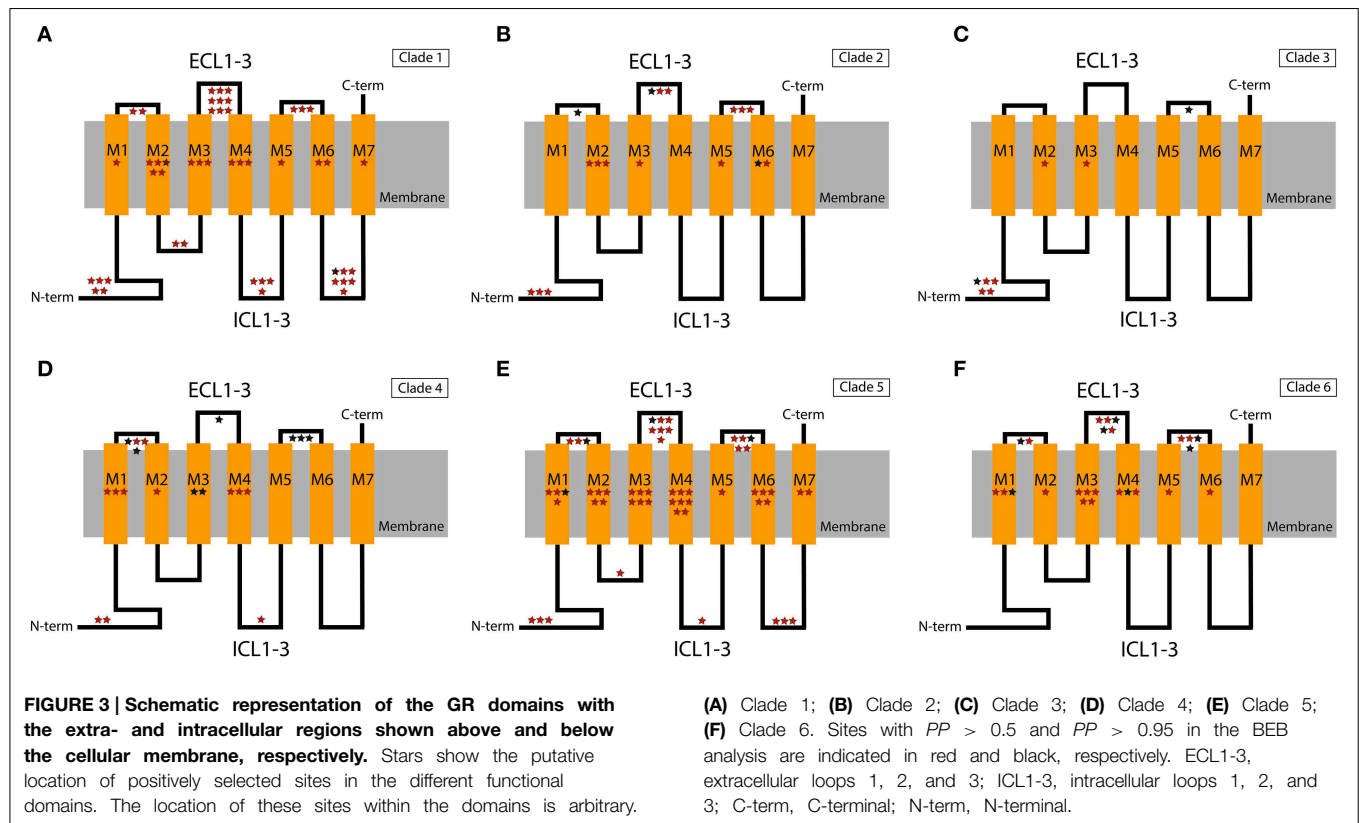 A
ECL1-3
Clade 1
C-term
M1 M2 M3 M4 M5 M6 M7
Membrane
N-term
ICL1-3
B
ECL1-3
Clade 2
C-term
M1 M2 M3 M4 M5 M6 M7
Membrane
N-term
ICL1-3
C
ECL1-3
Clade 3
C-term
M1 M2 M3 M4 M5 M6 M7
Membrane
N-term
ICL1-3
D
ECL1-3
Clade 4
C-term
M1 M2 M3 M4 M5 M6 M7
Membrane
N-term
ICL1-3
E
ECL1-3
Clade 5
C-term
M1 M2 M3 M4 M5 M6 M7
Membrane
N-term
ICL1-3
F
ECL1-3
Clade 6
C-term
M1 M2 M3 M4 M5 M6 M7
Membrane
N-term
ICL1-3
FIGURE 3 | Schematic representation of the GR domains with
the extra- and intracellular regions shown above and below
the cellular membrane, respectively. Stars show the putative
location of positively selected sites in the different functional
domains. The location of these sites within the domains is arbitrary.
(A) Clade 1; (B) Clade 2; (C) Clade 3; (D) Clade 4; (E) Clade 5;
(F) Clade 6. Sites with PP > 0.5 and PP > 0.95 in the BEB
analysis are indicated in red and black, respectively. ECL1-3,
extracellular loops 1, 2, and 3; ICL1-3, intracellular loops 1, 2, and
3; C-term, C-terminal; N-term, N-terminal.